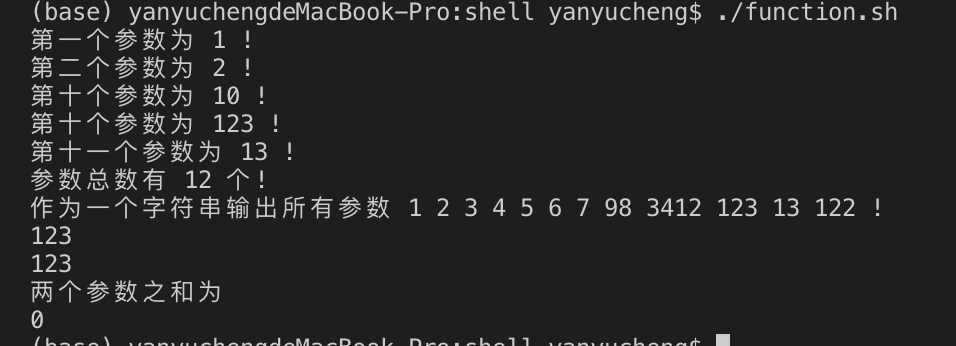 (base) yanyuchengdeMacBook-Pro:shell yanyucheng$ ./function.sh
第一个参数为 1 !
第二个参数为 2 !
第十个参数为 10 !
第十个参数为 123 !
第十一个参数为 13 !
参数总数有 12 个!
作为一个字符串输出所有参数 1 2 3 4 5 6 7 98 3412 123 13 122 !
123
123
两个参数之和为
0
(base) yanyuchengdeMacBook-Pro:shell yanyucheng$